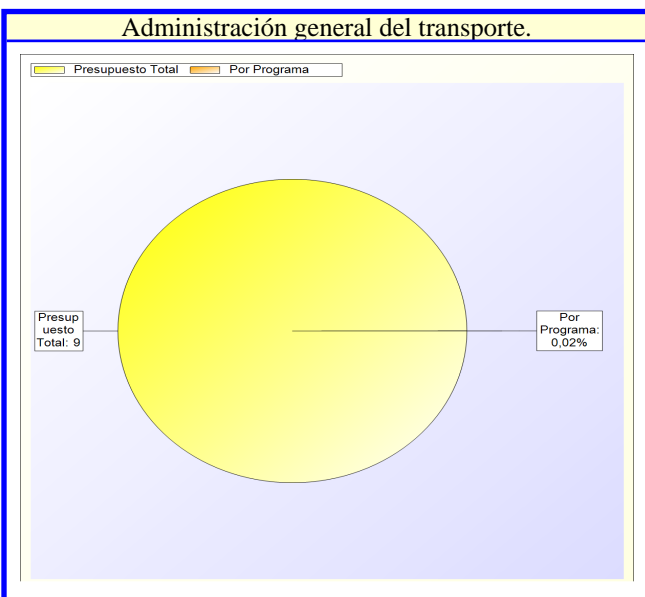 Administración general del transporte.
Presupuesto Total Por Programa
Presup
uesto
Total: 9
Por
Programa:
0,02%